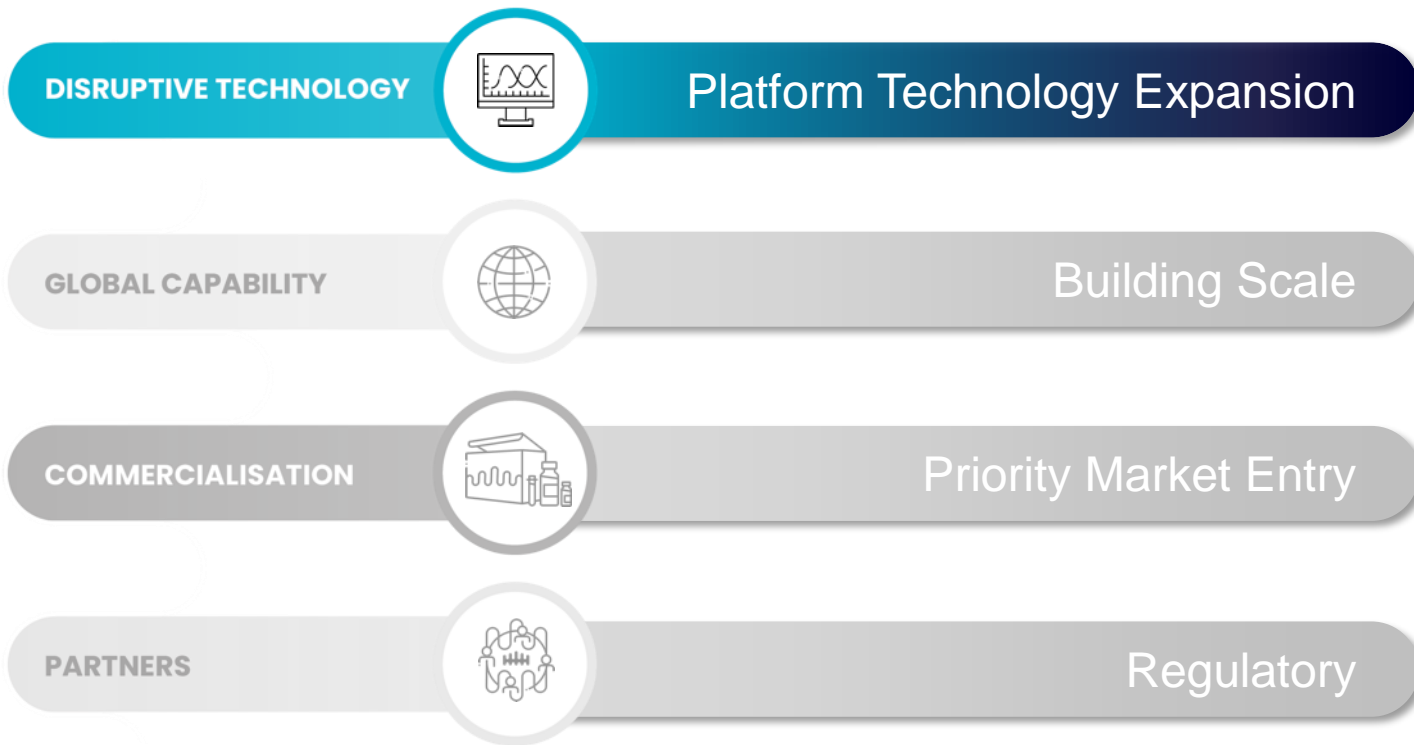 DISRUPTIVE TECHNOLOGY
Platform Technology Expansion
GLOBAL CAPABILITY
Building Scale
COMMERCIALISATION
Priority Market Entry
PARTNERS
Regulatory